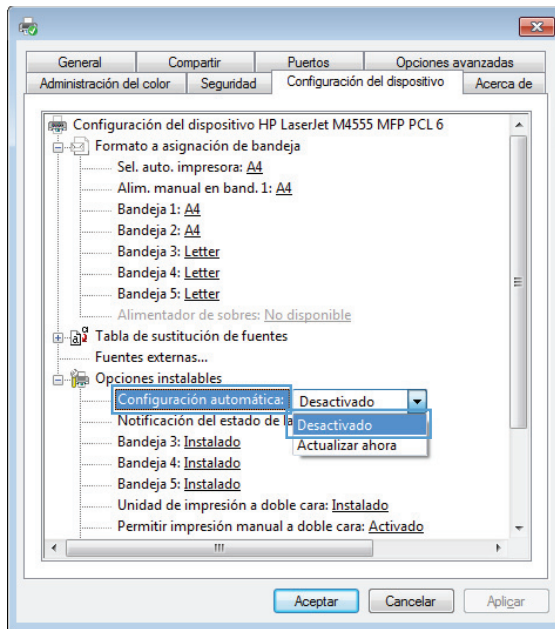 General Compartir Puertos Opciones avanzadas
Administración del color Seguridad Configuración del dispositivo Acerca de
Configuración del dispositivo HP LaserJet M4555 MFP PCL 6
Formato a asignación de bandeja
Sel. auto. impresora: A4
Alim. manual en band. 1: A4
Bandeja 1: A4
Bandeja 2: A4
Bandeja 3: Letter
Bandeja 4: Letter
Bandeja 5: Letter
Alimentador de sobres: No disponible
Tabla de sustitución de fuentes
Fuentes externas...
Opciones instalables
Configuración automática: Desactivado
Notificación del estado de la Desactivado
Actualizar ahora
Bandeja 3: Instalado
Bandeja 4: Instalado
Bandeja 5: Instalado
Unidad de impresión a doble cara: Instalado
Permitir impresión manual a doble cara: Activado
Aceptar Cancelar Aplicar